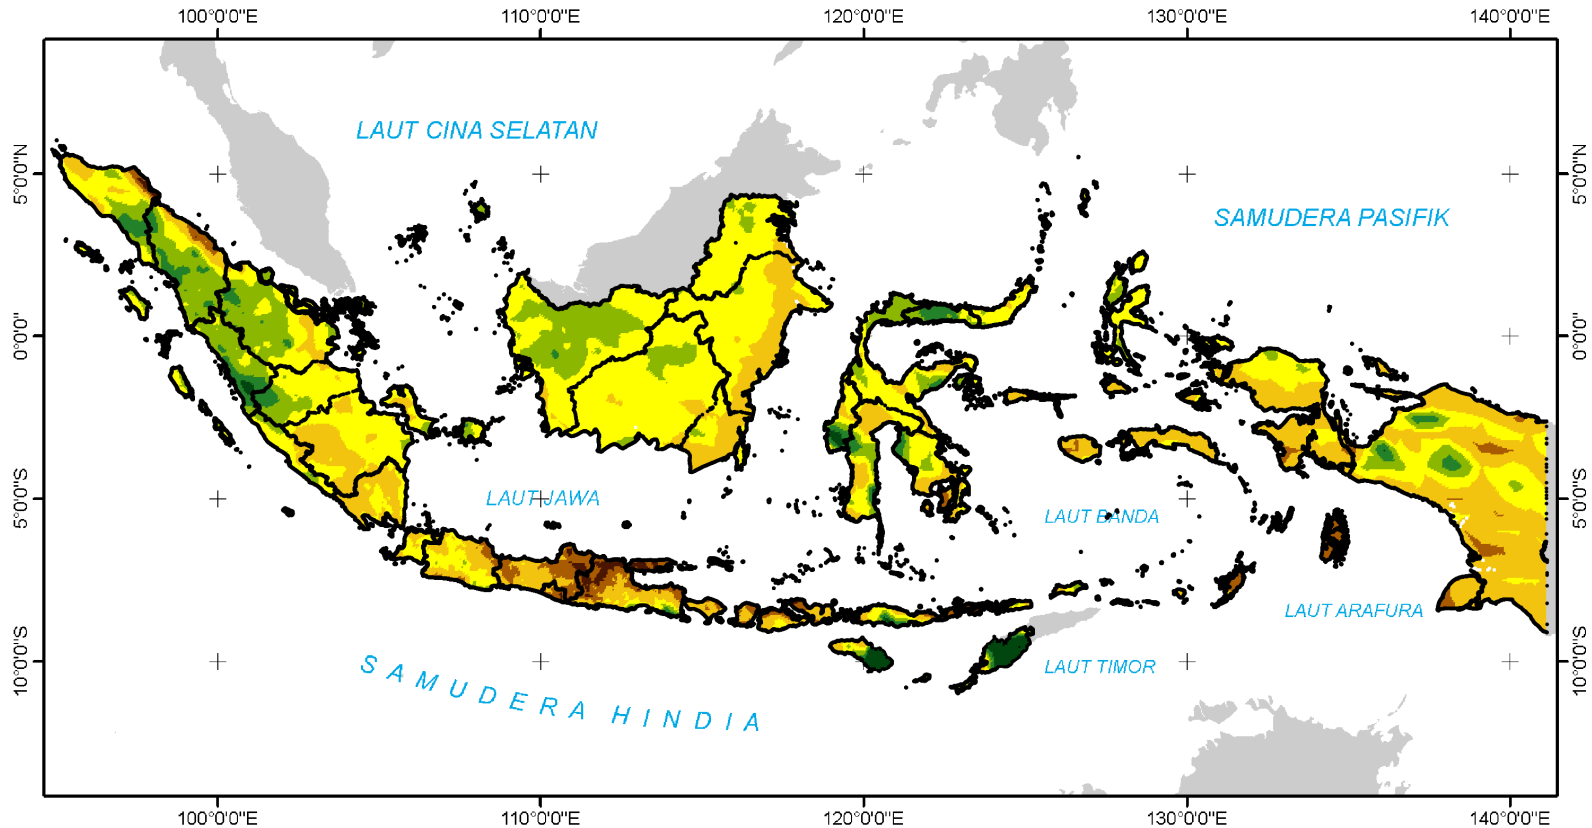 100°0'0"E 110°0'0"E 120°0'0"E 130°0'0"E 140°0'0"E
LAUT CINA SELATAN
5°0'0"N 5°0'0"N
SAMUDERA PASIFIK
0°0'0" 0°0'0"
LAUT JAWA
5°0'0"S 5°0'0"S
LAUT BANDA
LAUT ARAFURA
10°0'0"S 10°0'0"S
LAUT TIMOR
SAMUDERA HINDIA
100°0'0"E 110°0'0"E 120°0'0"E 130°0'0"E 140°0'0"E